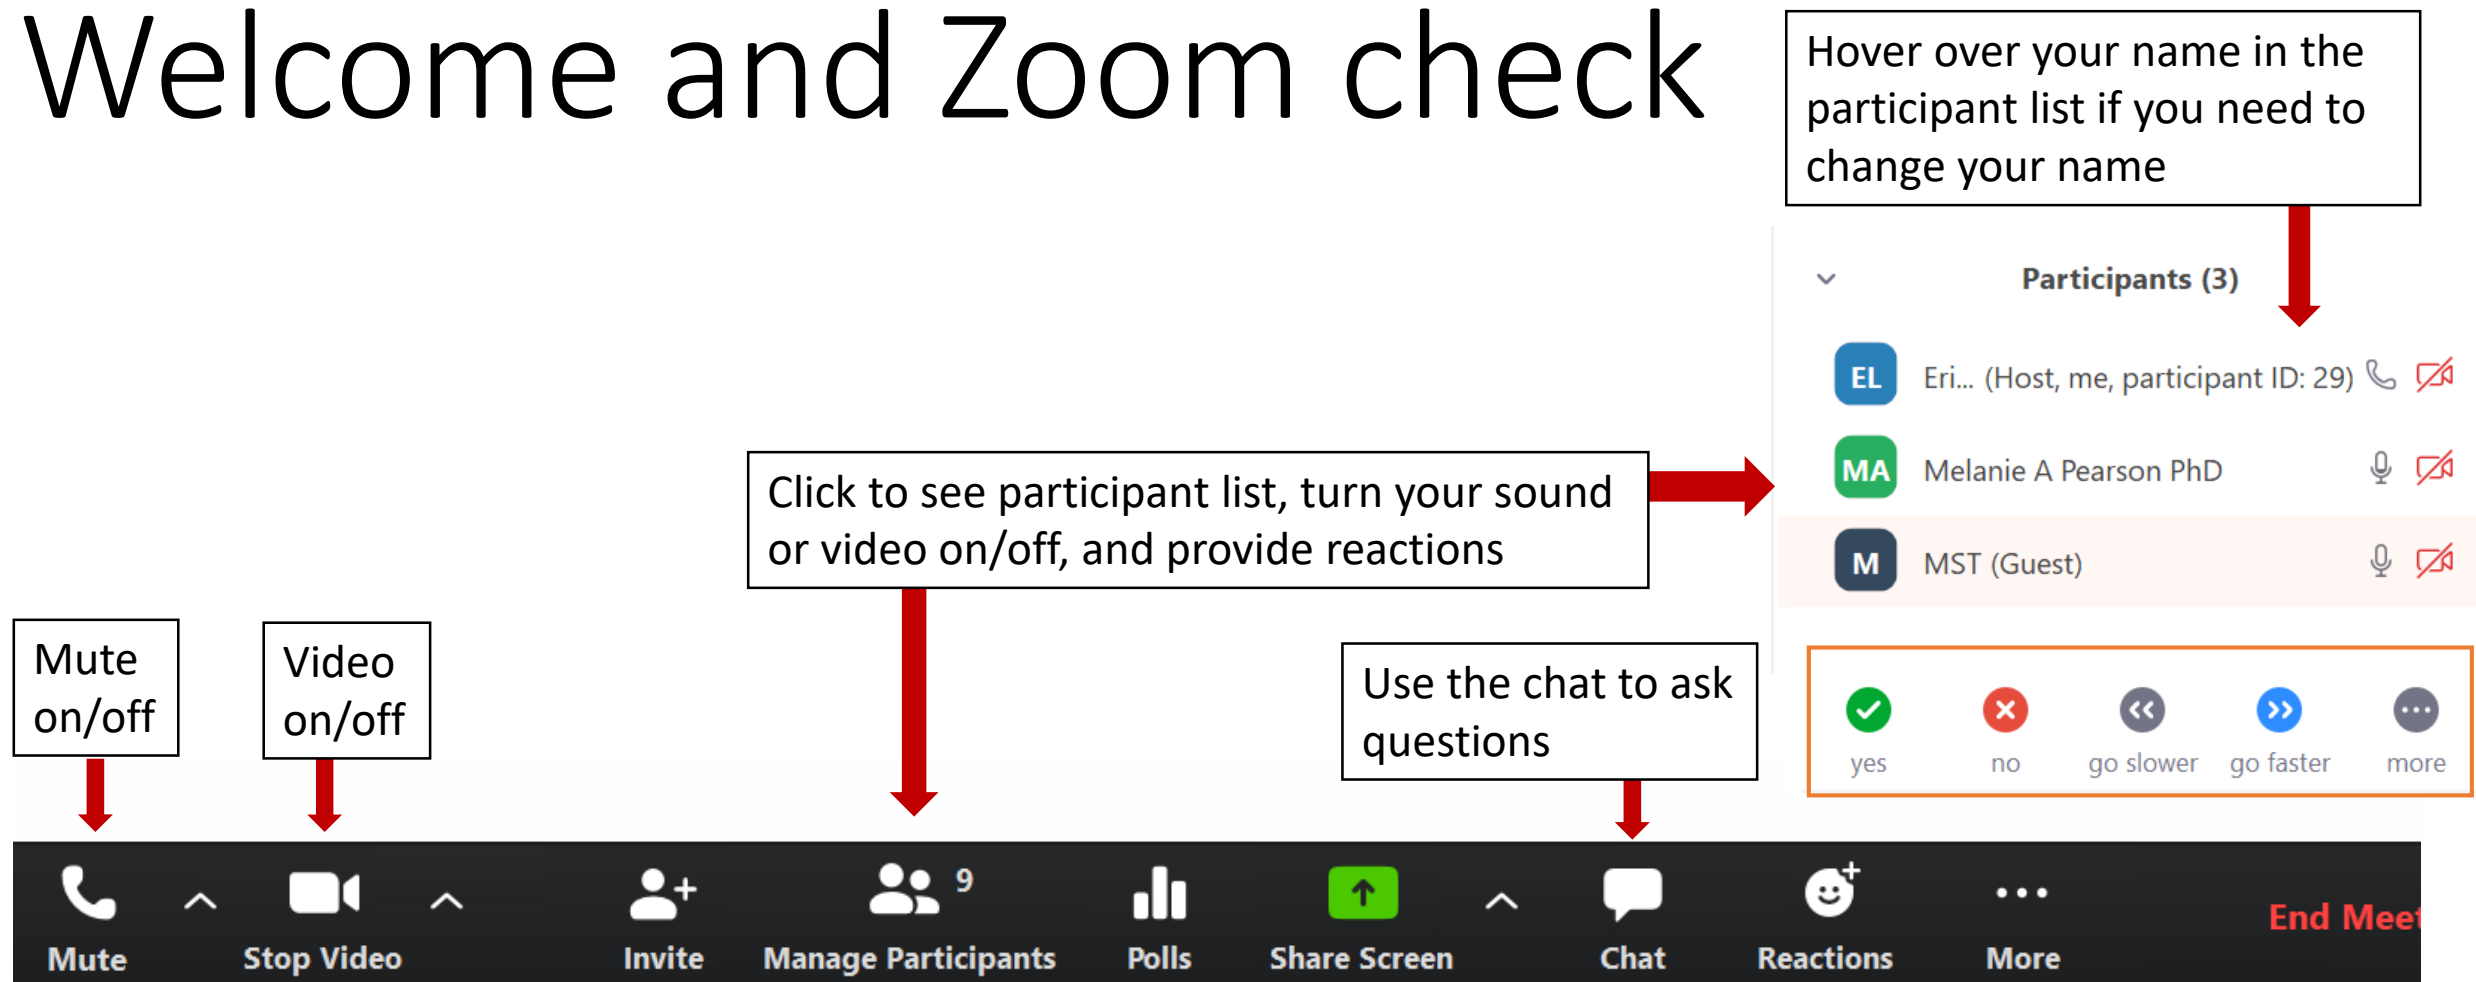 Welcome and Zoom check
Hover over your name in the
participant list if you need to
change your name
Participants (3)
EL
Eri... (Host, me, participant ID: 29)
MA
Melanie A Pearson PhD
M
MST (Guest)
Click to see participant list, turn your sound
or video on/off, and provide reactions
Mute
on/off
Video
on/off
Use the chat to ask
questions
yes
no
go slower
go faster
more
9
Mute
Stop Video
Invite
Manage Participants
Polls
Share Screen
Chat
Reactions
More
End Meet